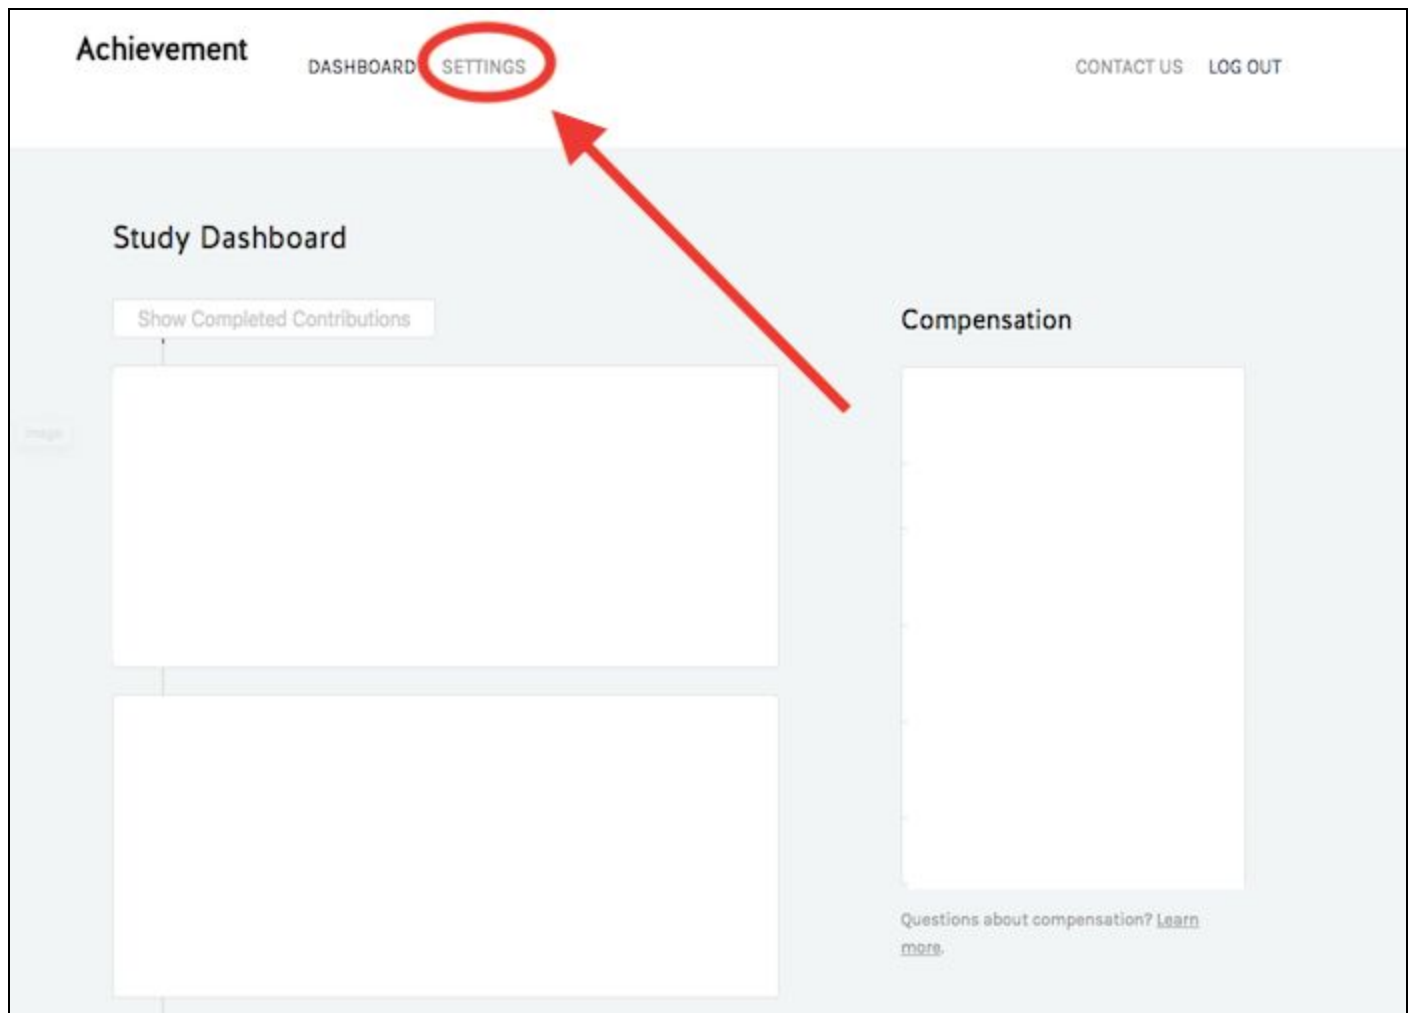 Achievement
DASHBOARD SETTINGS
CONTACT US LOG OUT
Study Dashboard
Show Completed Contributions
Compensation
Questions about compensation? Learn
more.